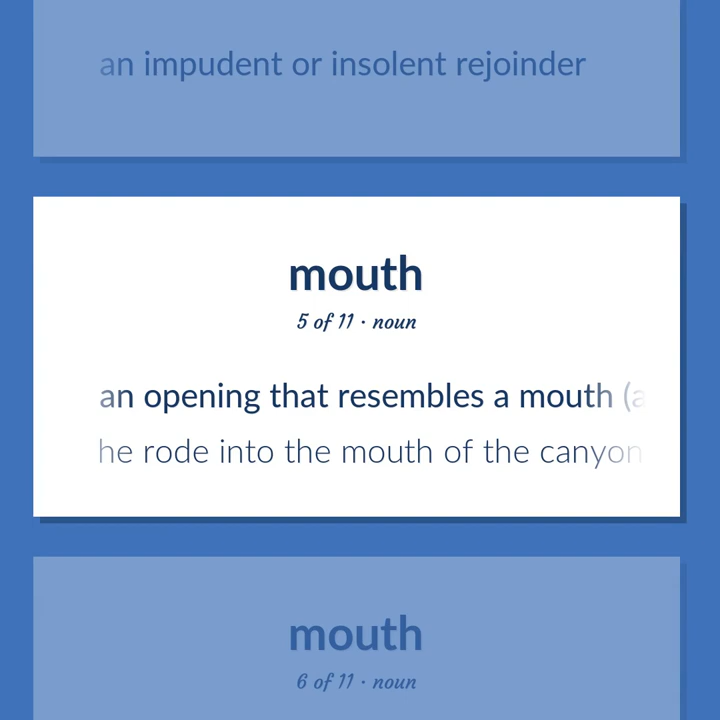 an impudent or insolent rejoinder
mouth
5 of 11 · noun
an opening that resembles a mouth (a
he rode into the mouth of the canyon
mouth
6 of 11 · noun